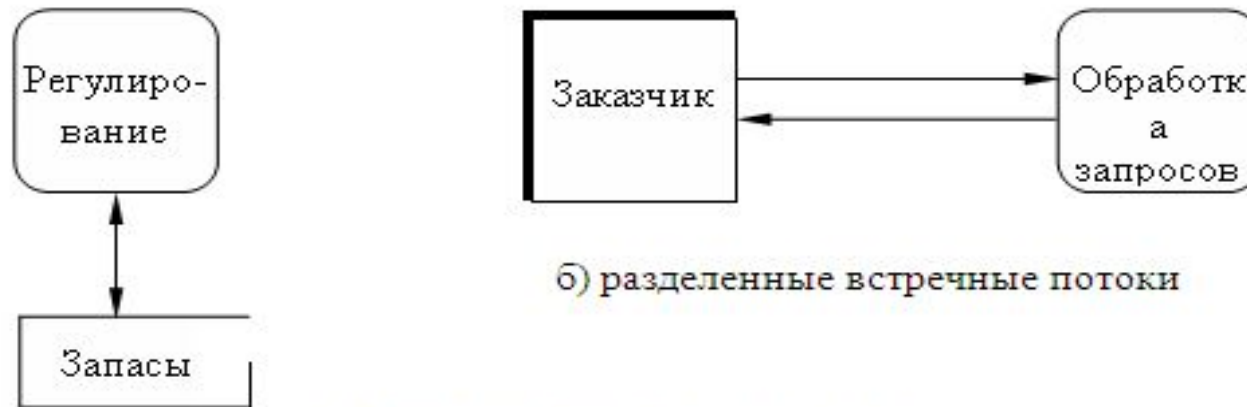 Регулиро-
вание
Запасы
Заказчик
Обработк
а
запросов
б) разделенные встречные потоки